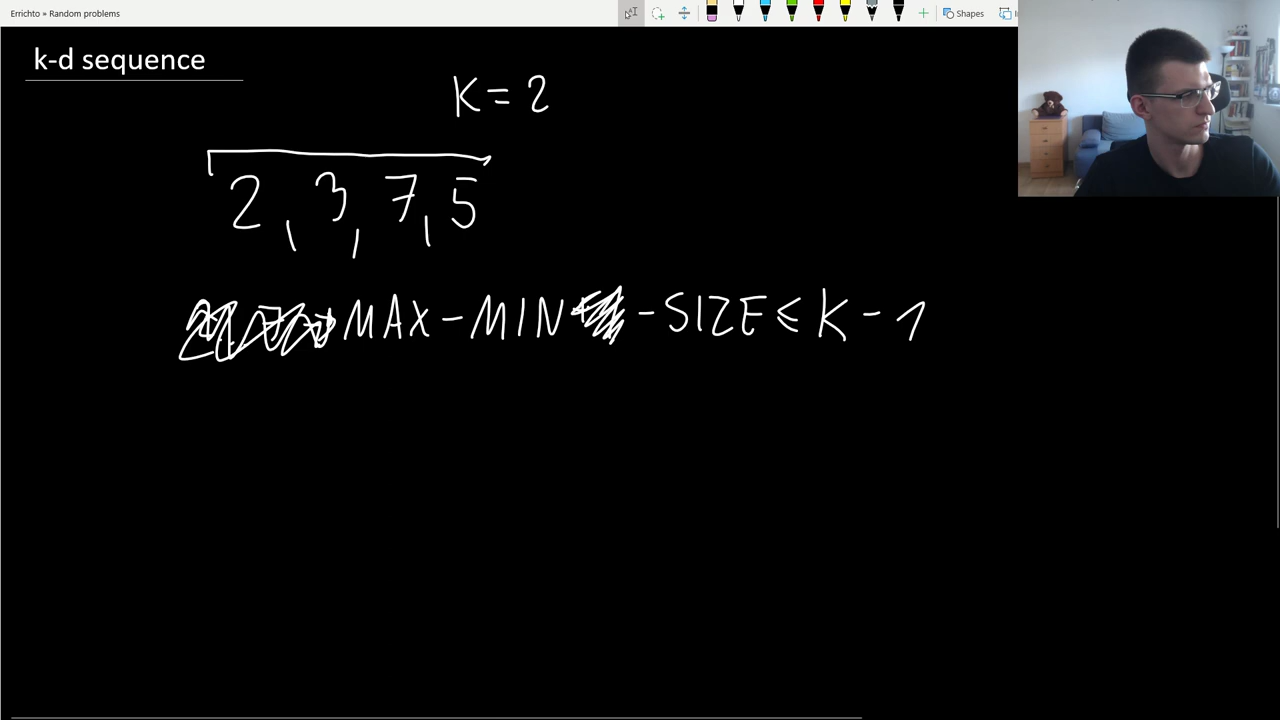 Errichto » Random problems
Shapes
k-d sequence
K = 2
2, 3, 7, 5
MAX - MIN - SIZE ≤ K - 1